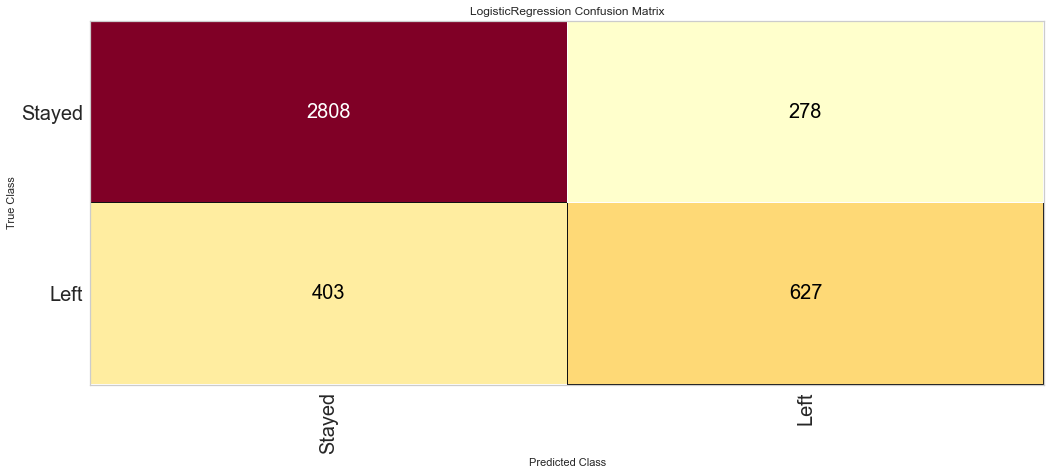 LogisticRegression Confusion Matrix
Stayed
2808
278
True Class
Left
403
627
Stayed
Left
Predicted Class